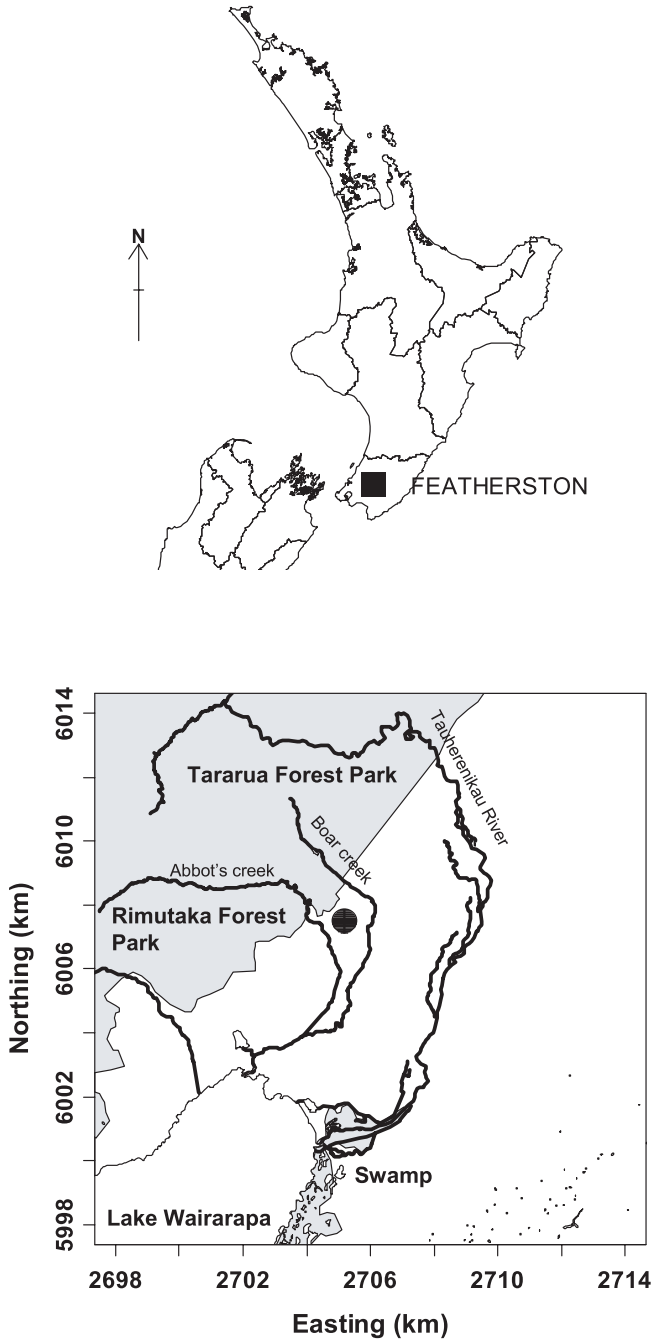 N
FEATHERSTON
6014
6010
6006
6002
5998
Northing (km)
Tauherenikau River
Tararua Forest Park
Boar creek
Abbot's creek
Rimutaka Forest
Park
Swamp
Lake Wairarapa
2698 2702 2706 2710 2714
Easting (km)